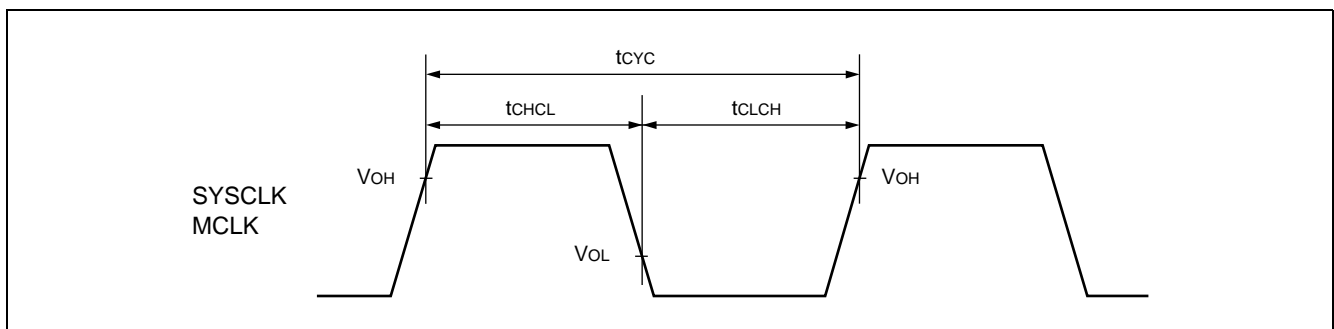 tCYC
tCHCL
tCLCH
VOH
VOH
SYSCLK
MCLK
VOL